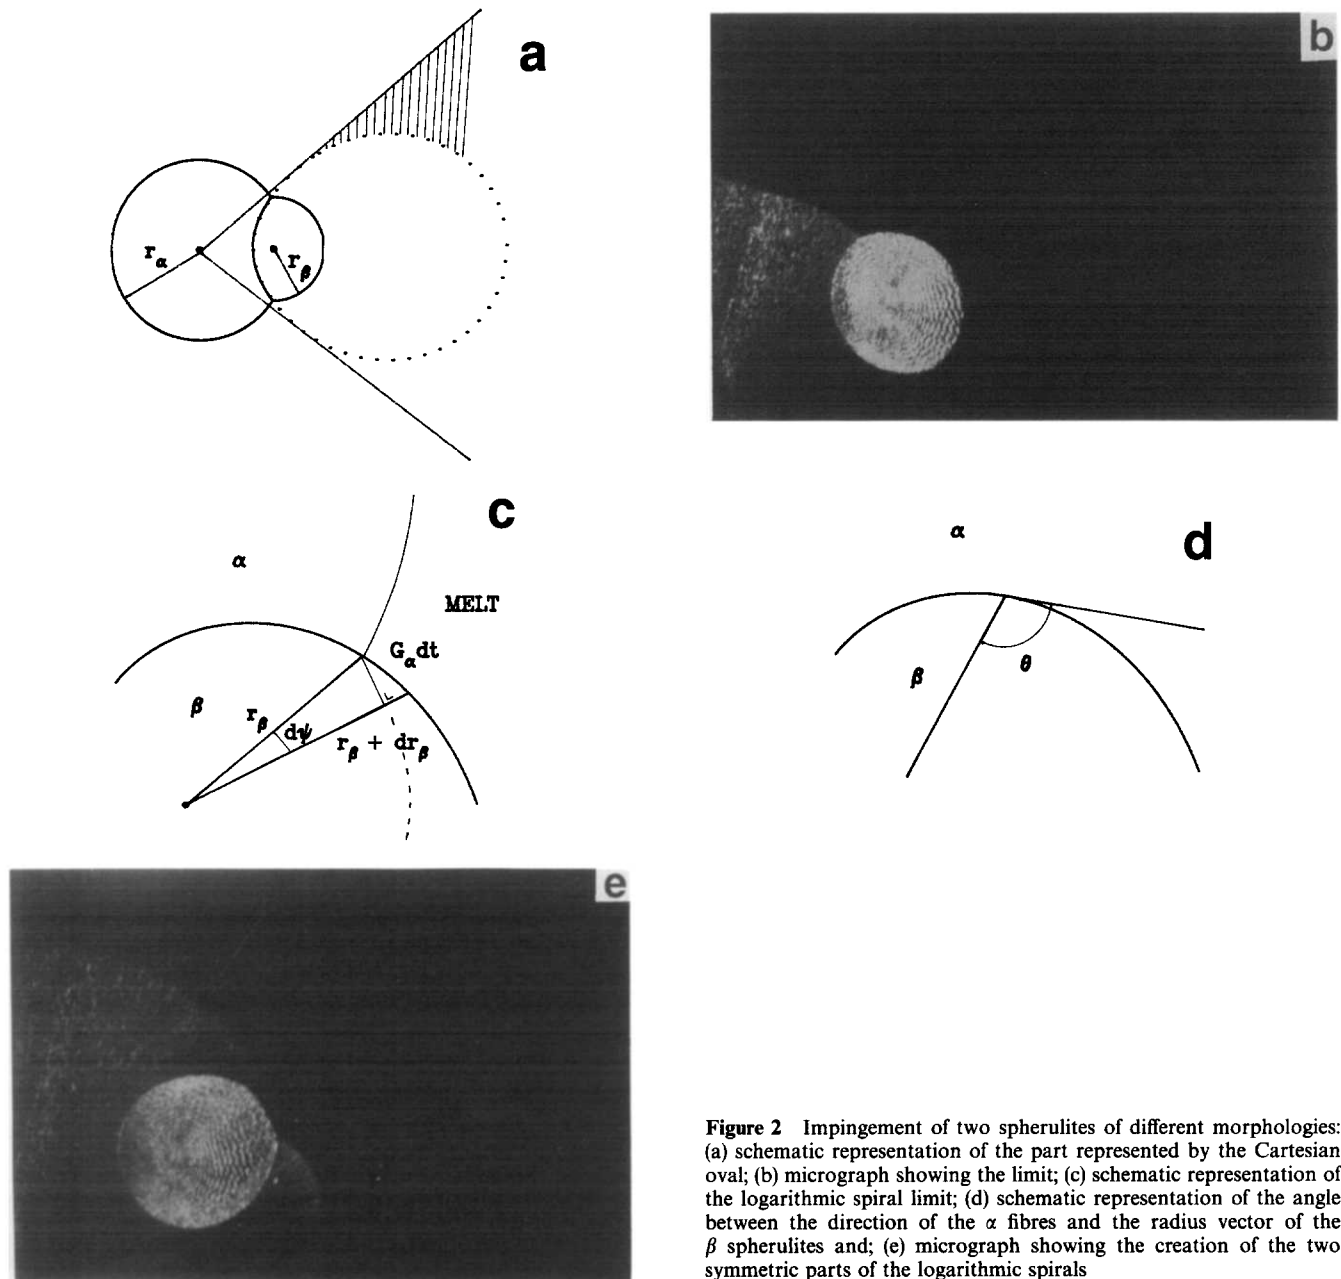 a
b
r_α
r_β
c
α
MELT
G_α dt
β
r_β
dψ
r_β + dr_β
d
α
β
θ
e
Figure 2 Impingement of two spherulites of different morphologies:
(a) schematic representation of the part represented by the Cartesian
oval; (b) micrograph showing the limit; (c) schematic representation of
the logarithmic spiral limit; (d) schematic representation of the angle
between the direction of the α fibres and the radius vector of the
β spherulites and; (e) micrograph showing the creation of the two
symmetric parts of the logarithmic spirals